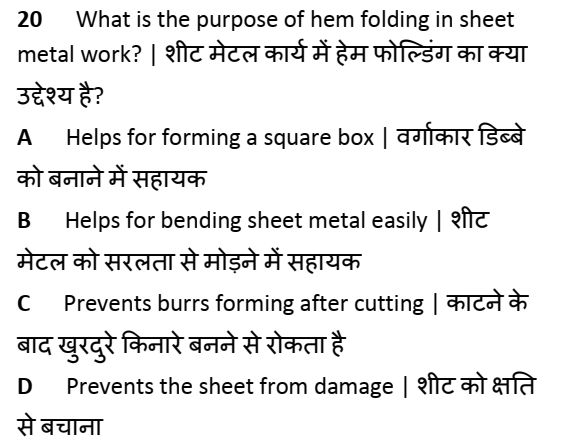 20 What is the purpose of hem folding in sheet
metal work? | शीट मेटल कार्य में हेम फोल्डिंग का क्या
उद्देश्य है?
A Helps for forming a square box | वर्गाकार डिब्बे
को बनाने में सहायक
B Helps for bending sheet metal easily | शीट
मेटल को सरलता से मोड़ने में सहायक
C Prevents burrs forming after cutting | काटने के
बाद खुरदुरे किनारे बनने से रोकता है
D Prevents the sheet from damage | शीट को क्षति
से बचाना